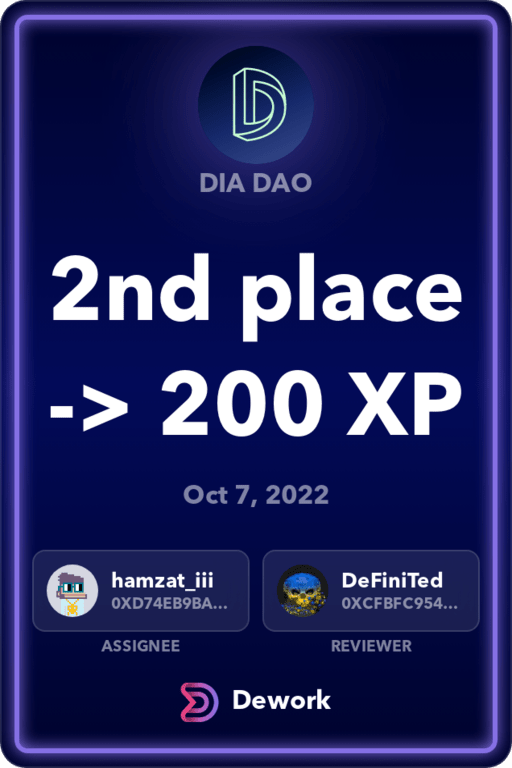 DIA DAO
2nd place
-> 200 XP
Oct 7, 2022
hamzat_iii
0XD74EB9BA...
ASSIGNEE
DeFiniTed
0XCFBFC954...
REVIEWER
Dework